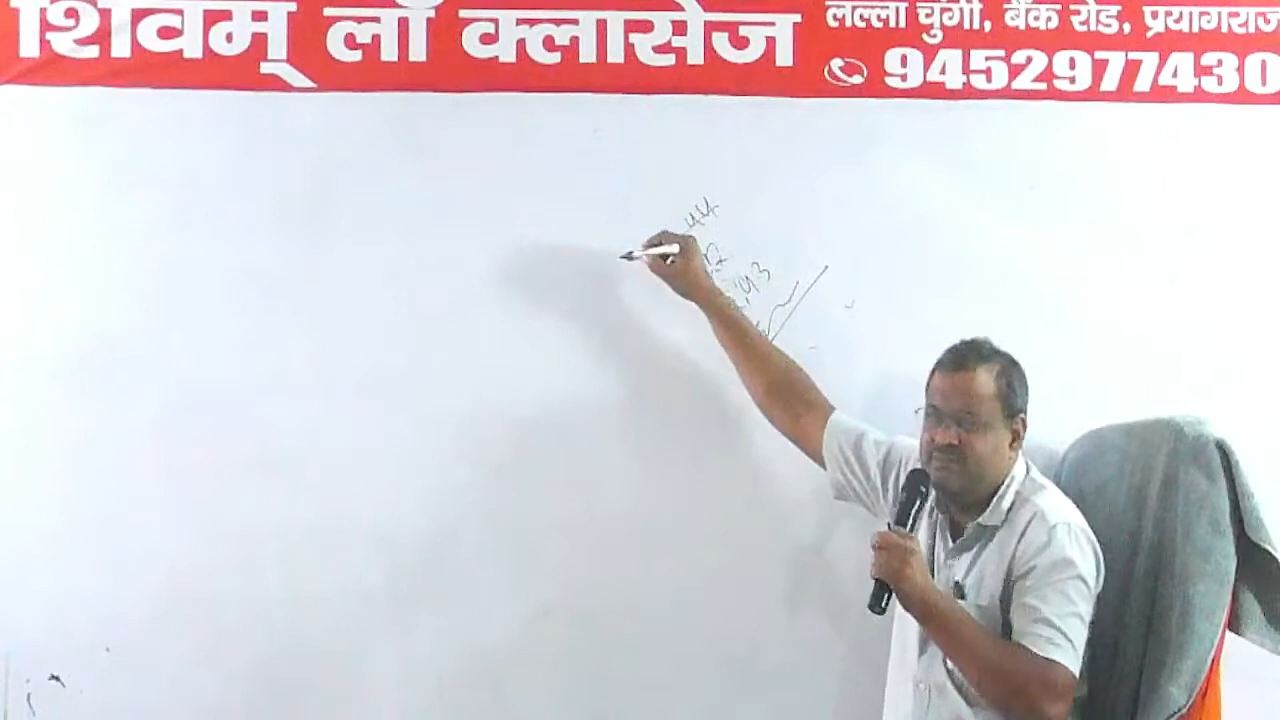 शिवम् लॉ क्लासेज
लल्ला चुंगी, बैंक रोड, प्रयागराज
9452977430